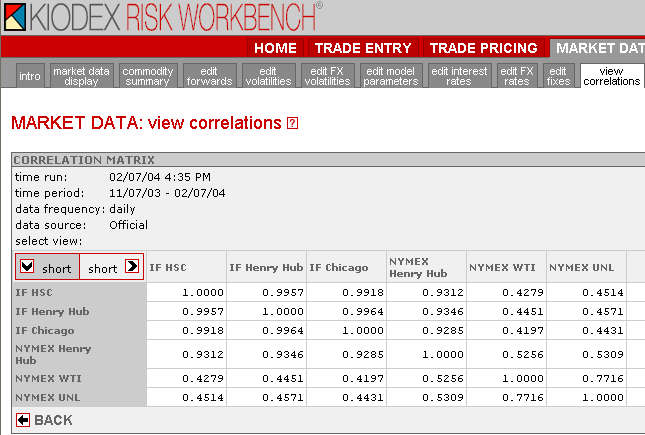 KIODEX RISK WORKBENCH®
HOME TRADE ENTRY TRADE PRICING MARKET DAT
intro market data display commodity summary edit forwards edit volatilities edit FX volatilities edit model parameters edit interest rates edit FX rates edit fixes view correlations
MARKET DATA: view correlations ?
CORRELATION MATRIX
time run: 02/07/04 4:35 PM
time period: 11/07/03 - 02/07/04
data frequency: daily
data source: Official
select view:
short short IF HSC IF Henry Hub IF Chicago NYMEX Henry Hub NYMEX WTI NYMEX UNL
IF HSC 1.0000 0.9957 0.9918 0.9312 0.4279 0.4514
IF Henry Hub 0.9957 1.0000 0.9964 0.9346 0.4451 0.4571
IF Chicago 0.9918 0.9964 1.0000 0.9285 0.4197 0.4431
NYMEX Henry Hub 0.9312 0.9346 0.9285 1.0000 0.5256 0.5309
NYMEX WTI 0.4279 0.4451 0.4197 0.5256 1.0000 0.7716
NYMEX UNL 0.4514 0.4571 0.4431 0.5309 0.7716 1.0000
BACK